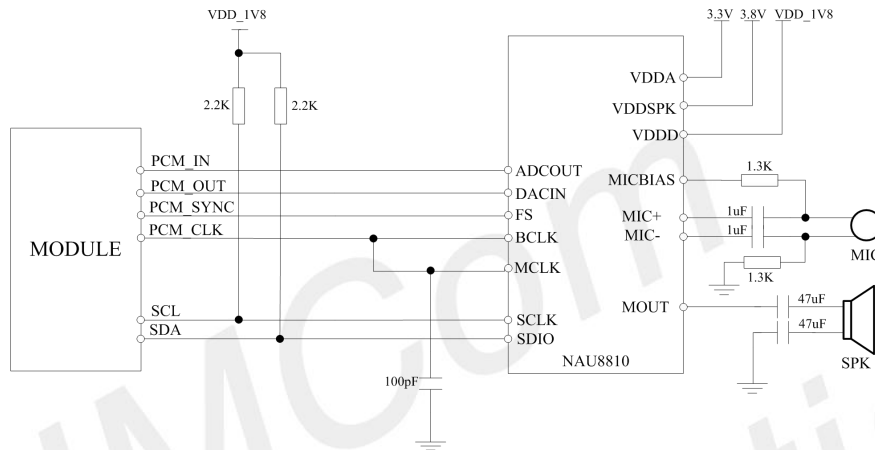 VDD_1V8
3.3V 3.8V VDD_1V8
2.2K 2.2K
VDDA
VDDSPK
VDDD
MODULE
PCM_IN
PCM_OUT
PCM_SYNC
PCM_CLK
SCL
SDA
ADCOUT
DACIN
FS
BCLK
MCLK
SCLK
SDIO
NAU8810
MICBIAS
MIC+
MIC-
MOUT
1.3K
1uF
1uF
MIC
1.3K
47uF
47uF
SPK
100pF